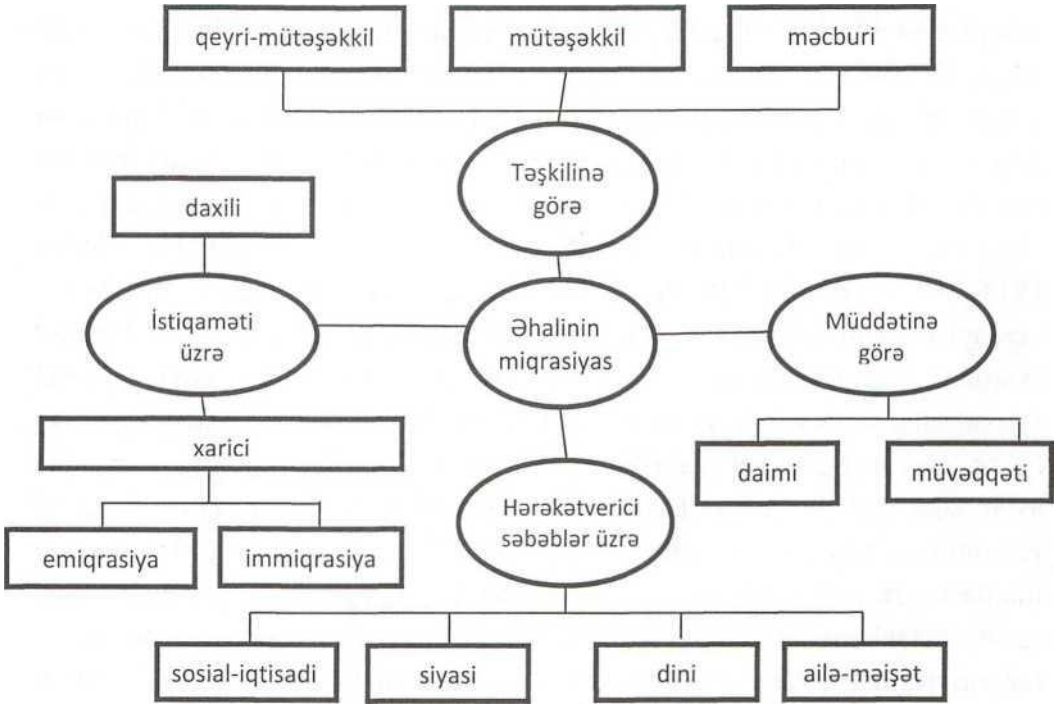 qeyri-mütəşəkkil
mütəşəkkil
məcburi
Təşkilinə
görə
daxili
İstiqaməti
üzrə
Əhalinin
miqrasiyas
Müddətinə
görə
xarici
daimi
müvəqqəti
Hərəkətverici
səbəblər üzrə
emiqrasiya
immiqrasiya
sosial-iqtisadi
siyasi
dini
ailə-məişət